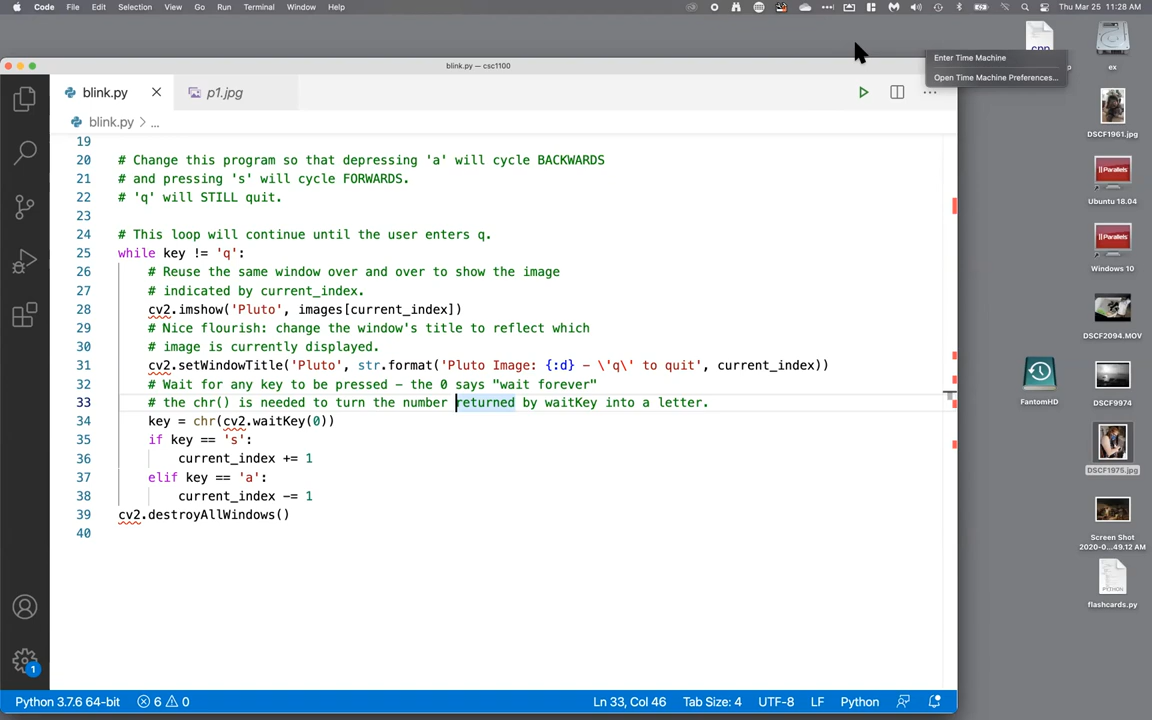 Code File Edit Selection View Go Run Terminal Window Help
Thu Mar 25 11:28 AM
Enter Time Machine
Open Time Machine Preferences...
blink.py — csc1100
blink.py
p1.jpg
blink.py > ...
19
20 # Change this program so that depressing 'a' will cycle BACKWARDS
21 # and pressing 's' will cycle FORWARDS.
22 # 'q' will STILL quit.
23
24 # This loop will continue until the user enters q.
25 while key != 'q':
26 # Reuse the same window over and over to show the image
27 # indicated by current_index.
28 cv2.imshow('Pluto', images[current_index])
29 # Nice flourish: change the window's title to reflect which
30 # image is currently displayed.
31 cv2.setWindowTitle('Pluto', str.format('Pluto Image: {:d} - \'q\' to quit', current_index))
32 # Wait for any key to be pressed - the 0 says "wait forever"
33 # the chr() is needed to turn the number returned by waitKey into a letter.
34 key = chr(cv2.waitKey(0))
35 if key == 's':
36 current_index += 1
37 elif key == 'a':
38 current_index -= 1
39 cv2.destroyAllWindows()
40
1
Python 3.7.6 64-bit 6 0 Ln 33, Col 46 Tab Size: 4 UTF-8 LF Python
ex
DSCF1961.jpg
|| Parallels
Ubuntu 18.04
|| Parallels
Windows 10
DSCF2094.MOV
FantomHD
DSCF9974
DSCF1975.jpg
Screen Shot
2020-0...49.12 AM
PYTHON
flashcards.py